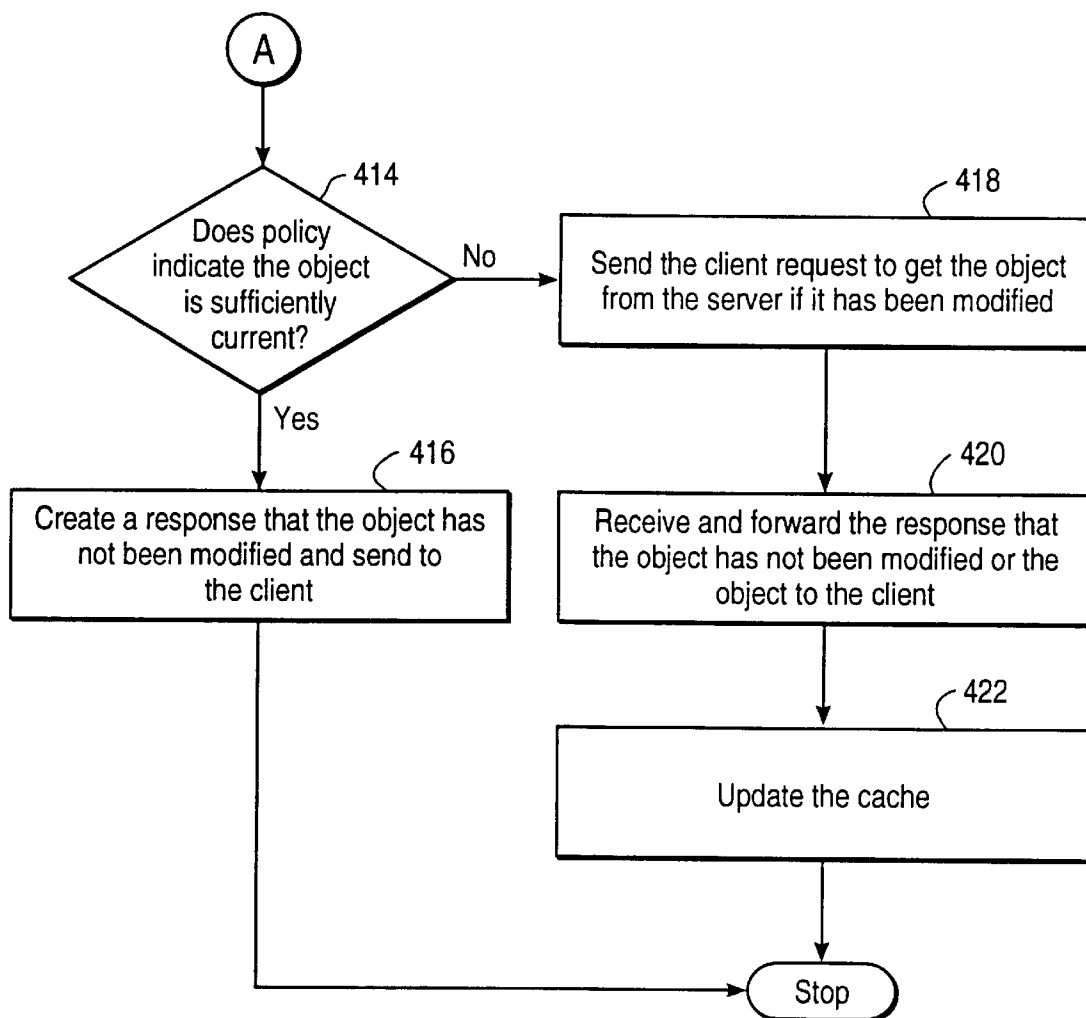 A
414
Does policy
indicate the object
is sufficiently
current?
No
Yes
418
Send the client request to get the object
from the server if it has been modified
416
Create a response that the object has
not been modified and send to
the client
420
Receive and forward the response that
the object has not been modified or the
object to the client
422
Update the cache
Stop